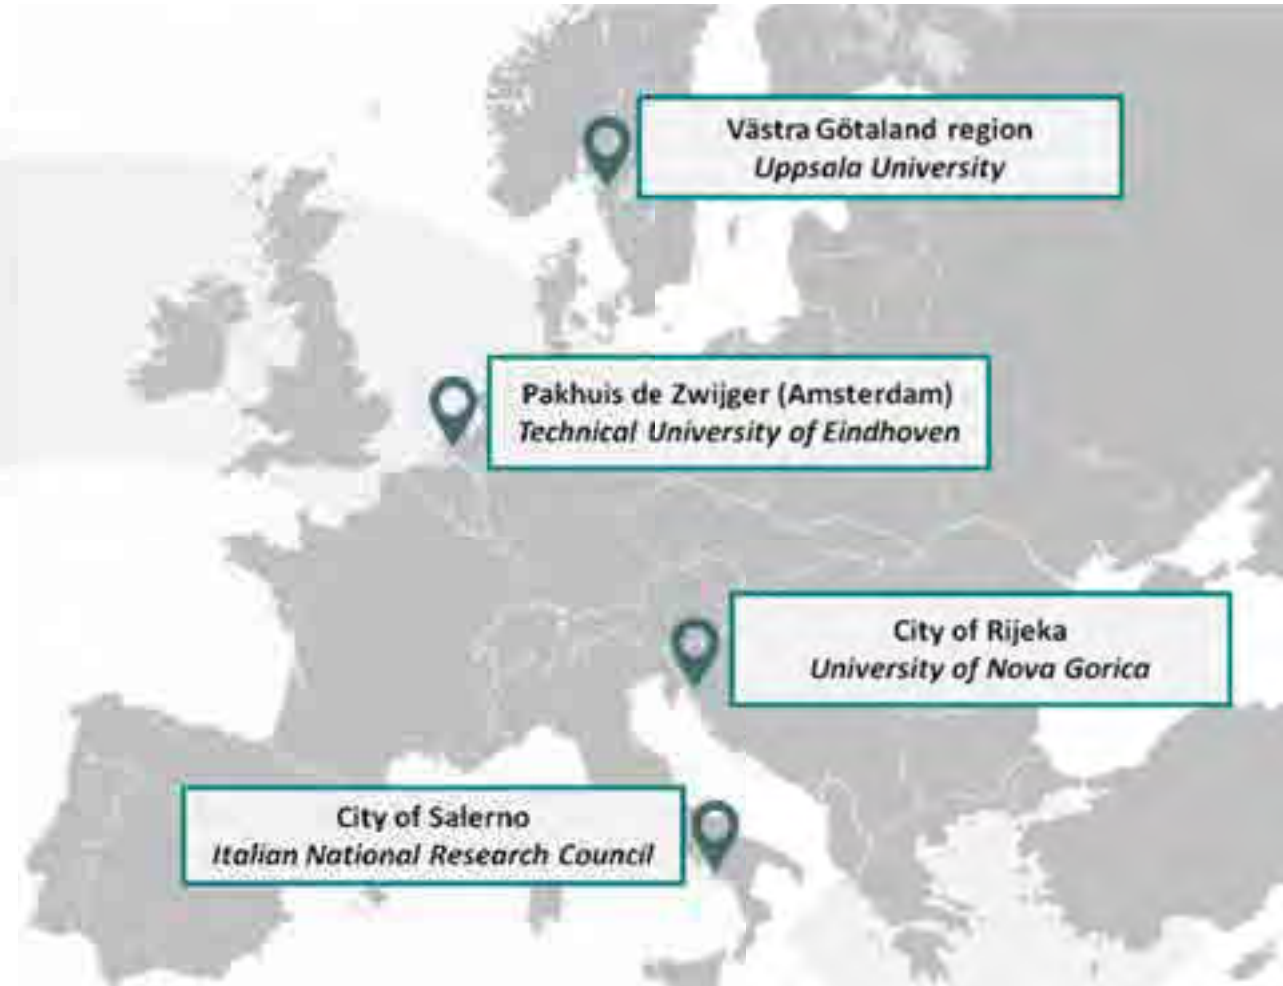 Västra Götaland region
Uppsala University
Pakhuis de Zwijger (Amsterdam)
Technical University of Eindhoven
City of Rijeka
University of Nova Gorica
City of Salerno
Italian National Research Council